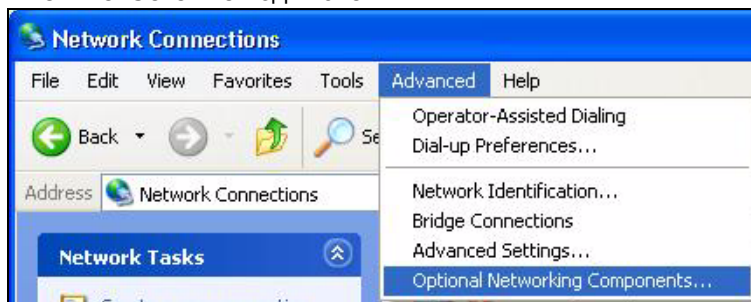 Network Connections
File Edit View Favorites Tools Advanced Help
Back
Operator-Assisted Dialing
Dial-up Preferences...
Address Network Connections
Network Identification...
Bridge Connections
Advanced Settings...
Network Tasks
Optional Networking Components...